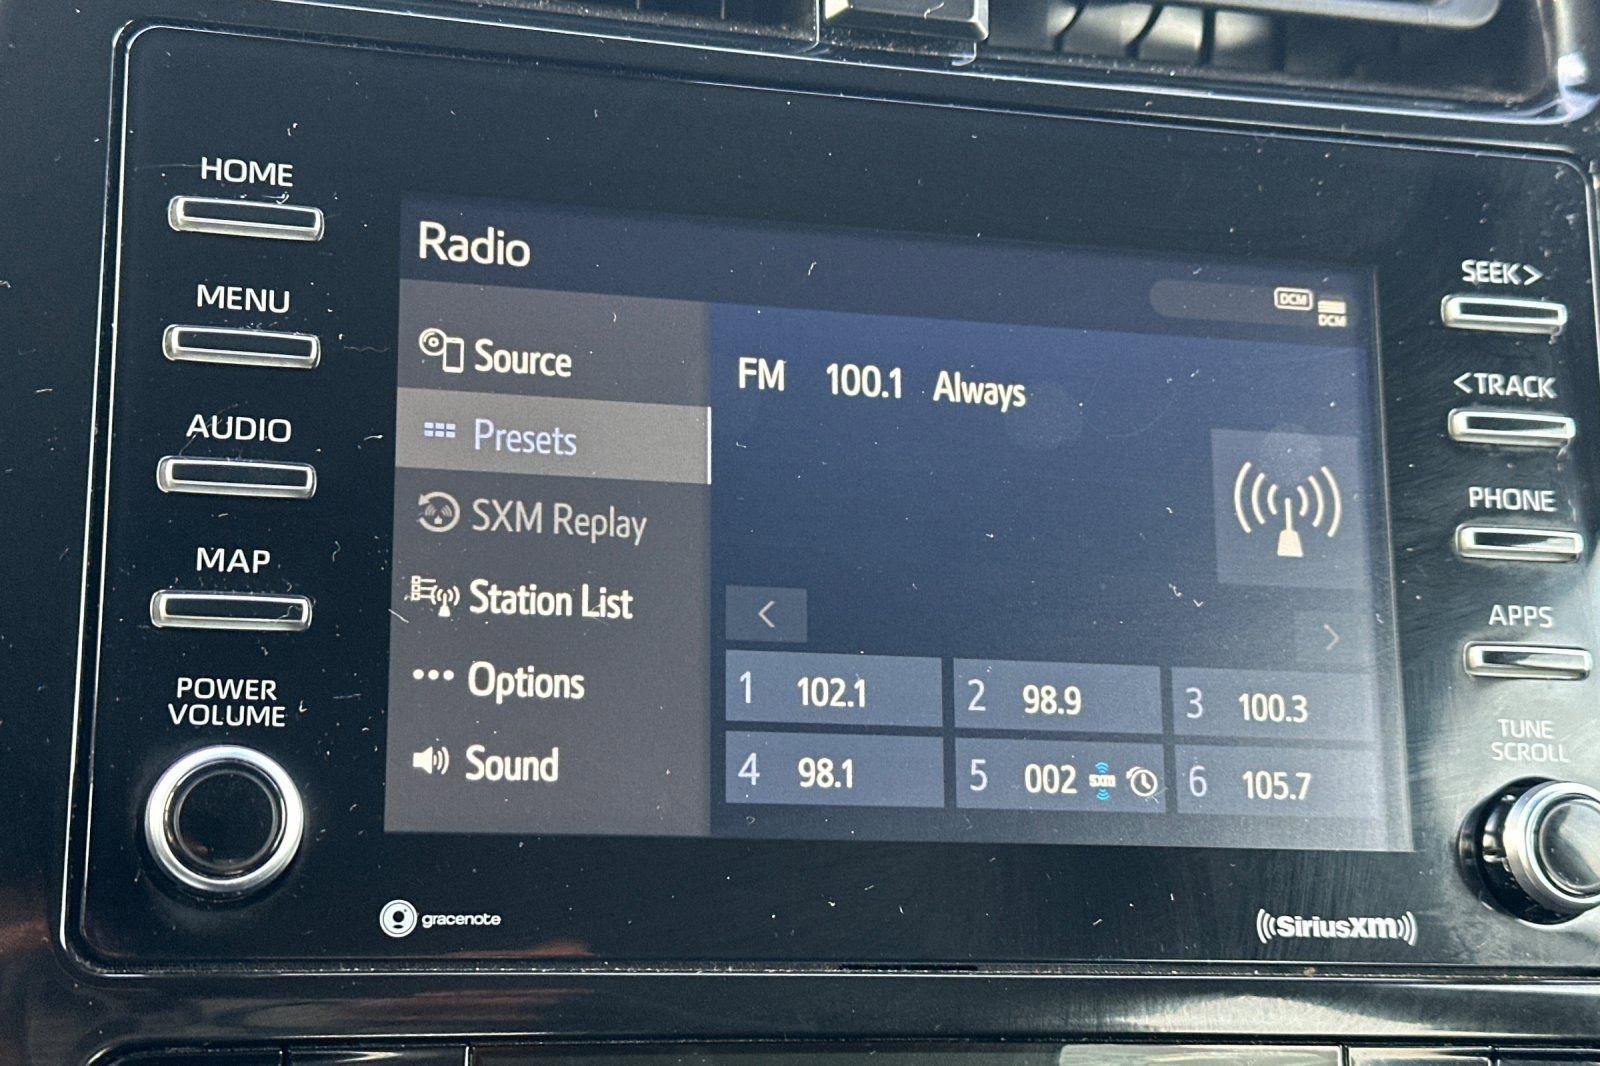 HOME
MENU
AUDIO
MAP
POWER
VOLUME
Radio
DCM
DCM
Source
Presets
SXM Replay
Station List
Options
Sound
FM 100.1 Always
<
>
1 102.1
2 98.9
3 100.3
4 98.1
5 002 SXM
6 105.7
SEEK >
< TRACK
PHONE
APPS
TUNE
SCROLL
gracenote
((SiriusXM))